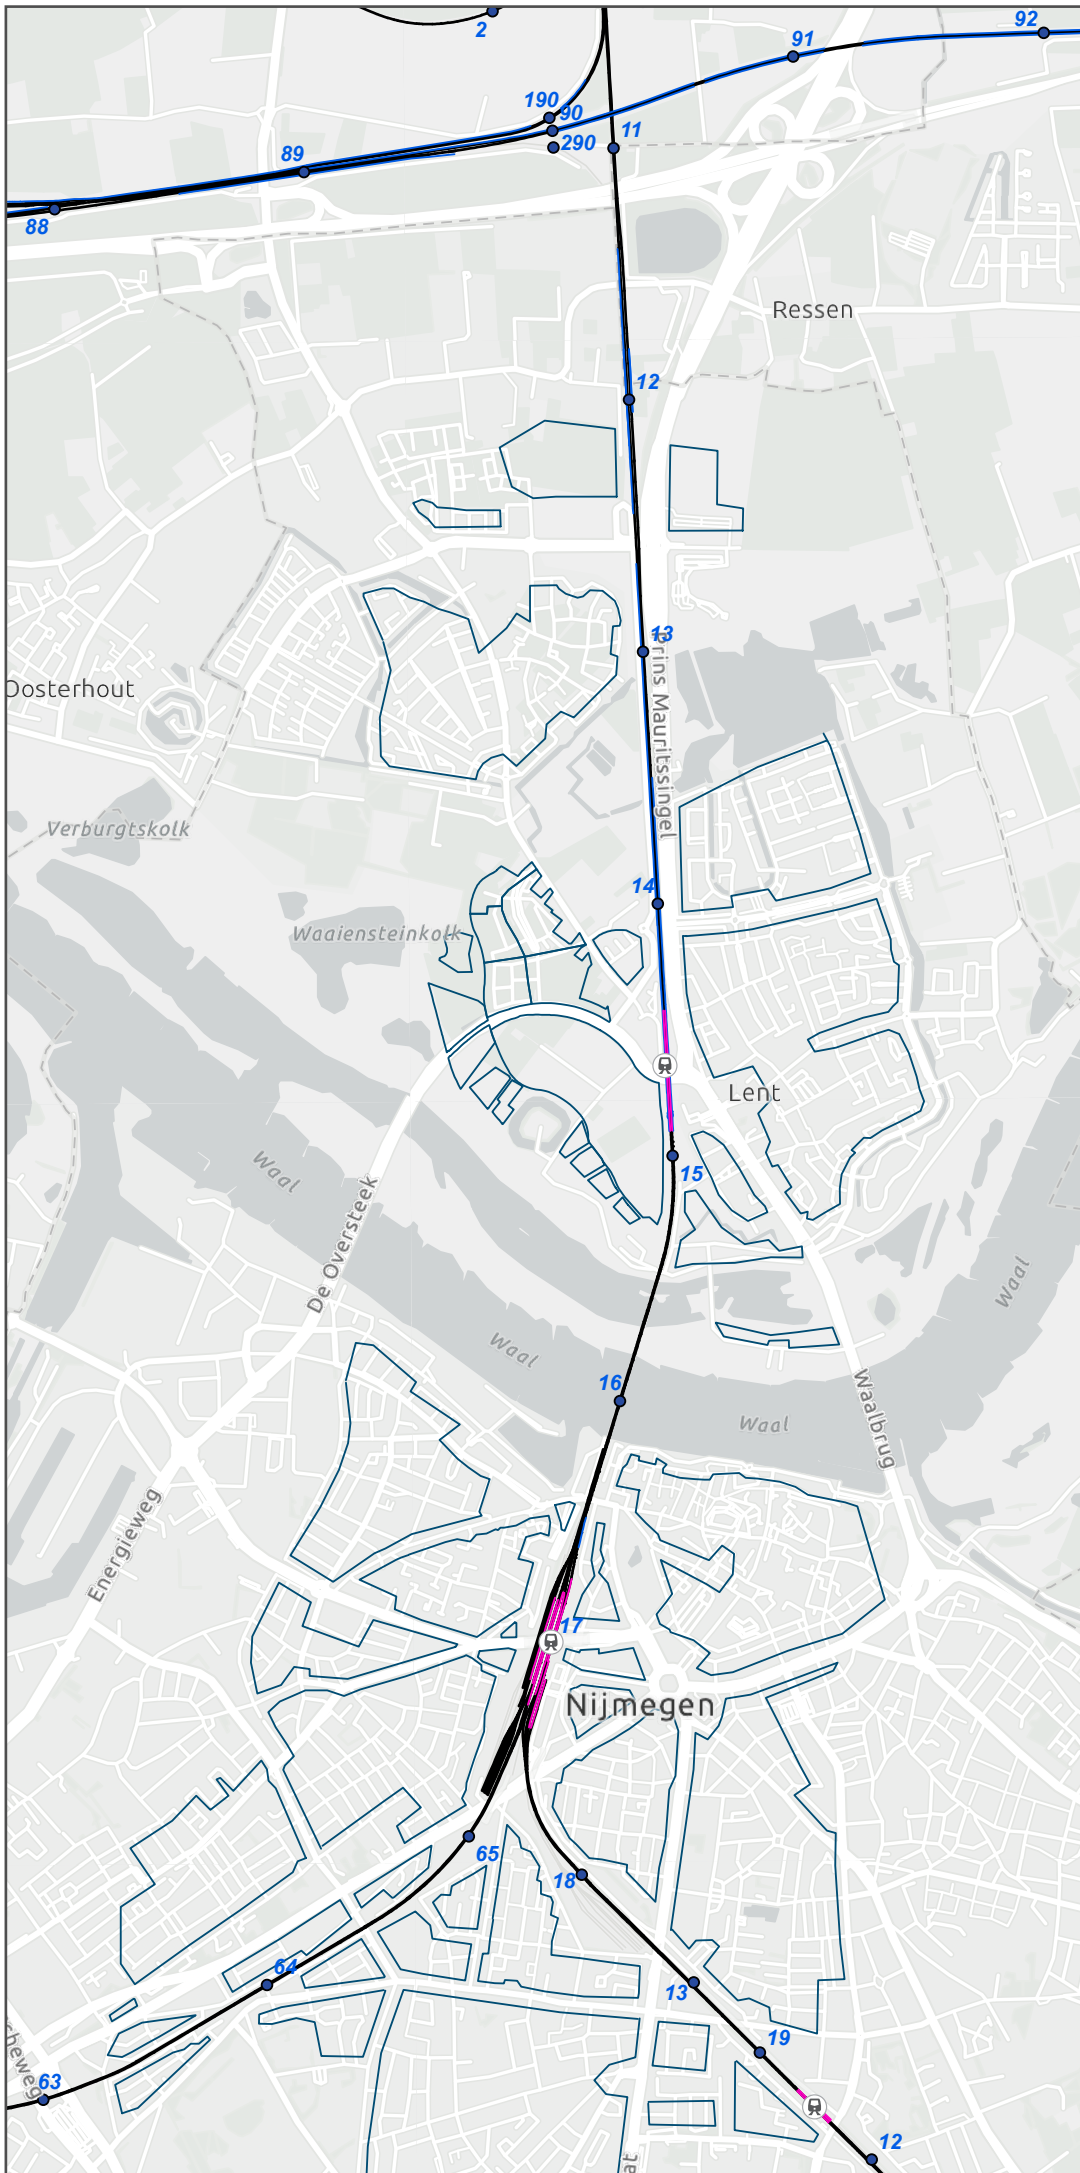 92
2
91
190
90
11
290
89
88
Ressen
12
13
Oosterhout
Prins Mauritssingel
Verburgtskolk
14
Waaiensteinkolk
Lent
15
Waal
De Oversteek
Waal
Waal
16
Waal
Waalbrug
Energieweg
17
Nijmegen
65
18
64
13
19
63
cheweg
12